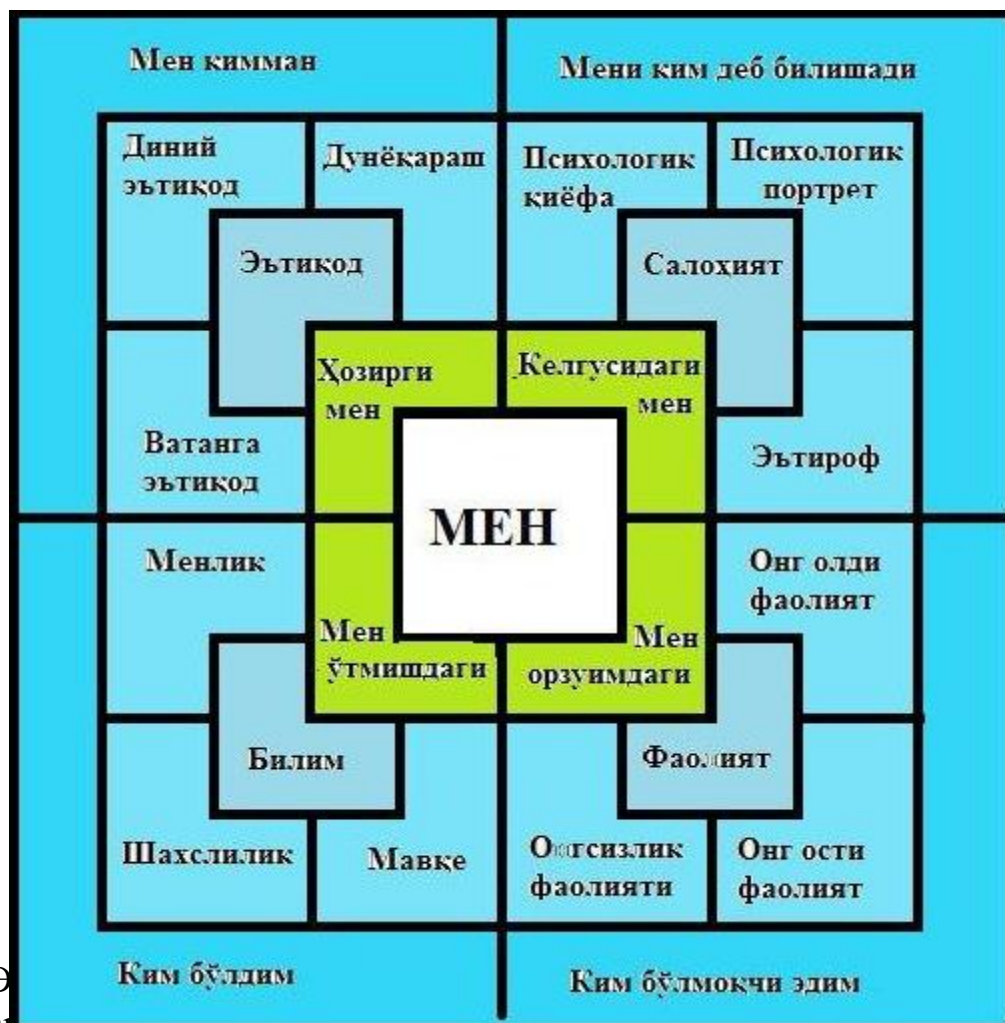 Мен кимман
Мени ким деб билишади
Диний
эътиқод
Дунёқараш
Психологик
қиёфа
Психологик
портрет
Эътиқод
Салоҳият
Ҳозирги
мен
Келгусидаги
мен
Ватанга
эътиқод
Эътироф
МЕН
Менлик
Онг олди
фаолият
Мен
ўтмишдаги
Мен
орзуимдаги
Билим
Фаолият
Шахслилик
Мавқе
Онгсизлик
фаолияти
Онг ости
фаолият
Ким бўлдим
Ким бўлмоқчи эдим